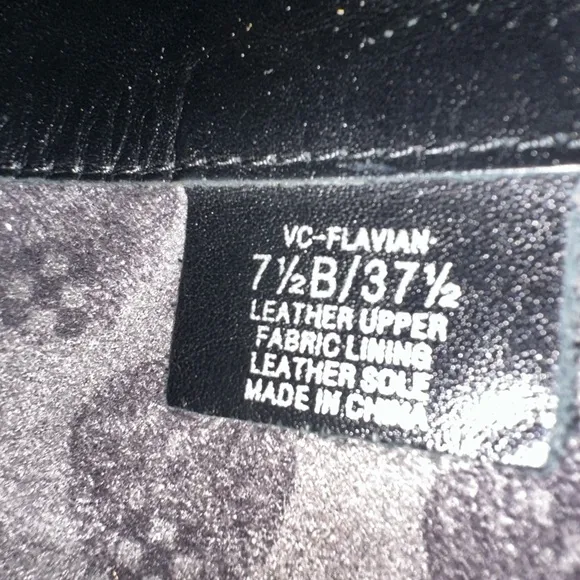 VC-FLAVIAN-
7½B/37½
LEATHER UPPER
FABRIC LINING
LEATHER SOLE
MADE IN CHINA